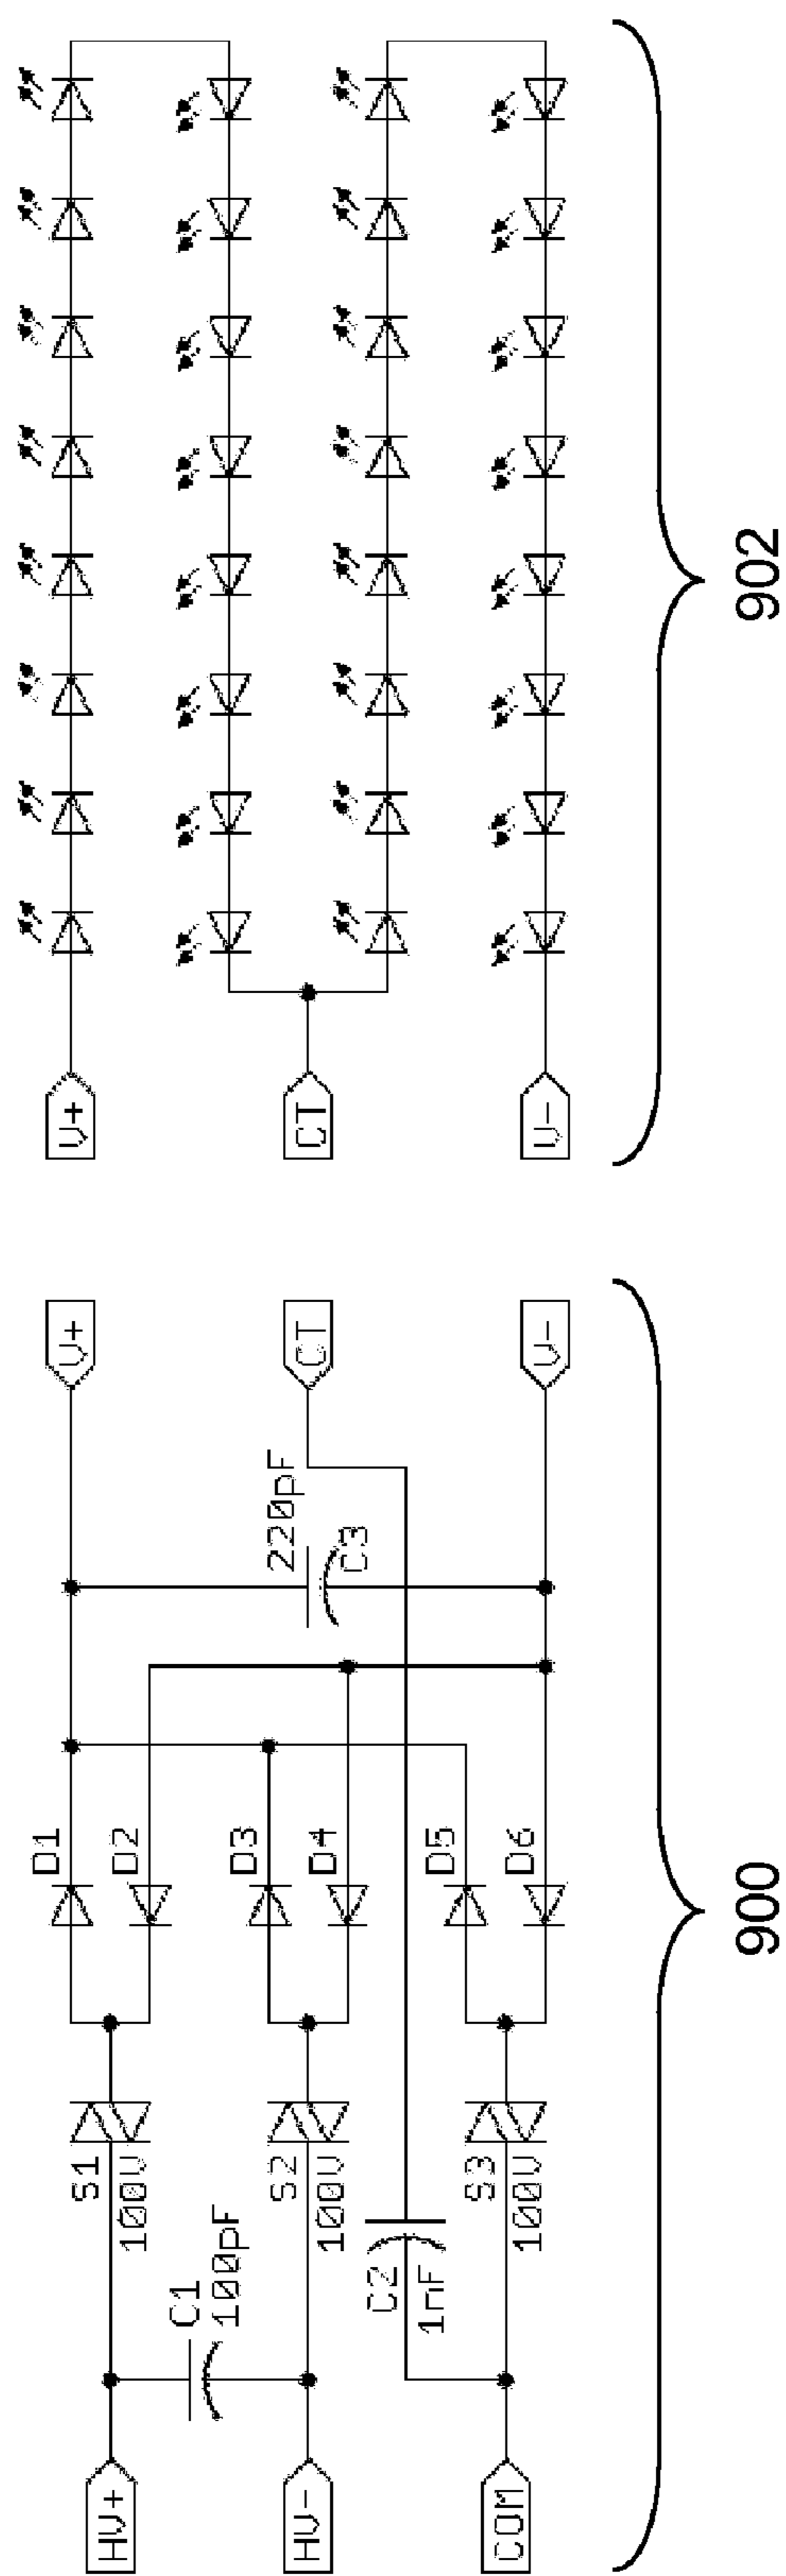 V+
CT
V-
902
V+
CT
V-
220pF
C3
D1
D2
D3
D4
D5
D6
S1
100V
S2
100V
S3
100V
C1
100pF
C2
1nF
HV+
HV-
COM
900